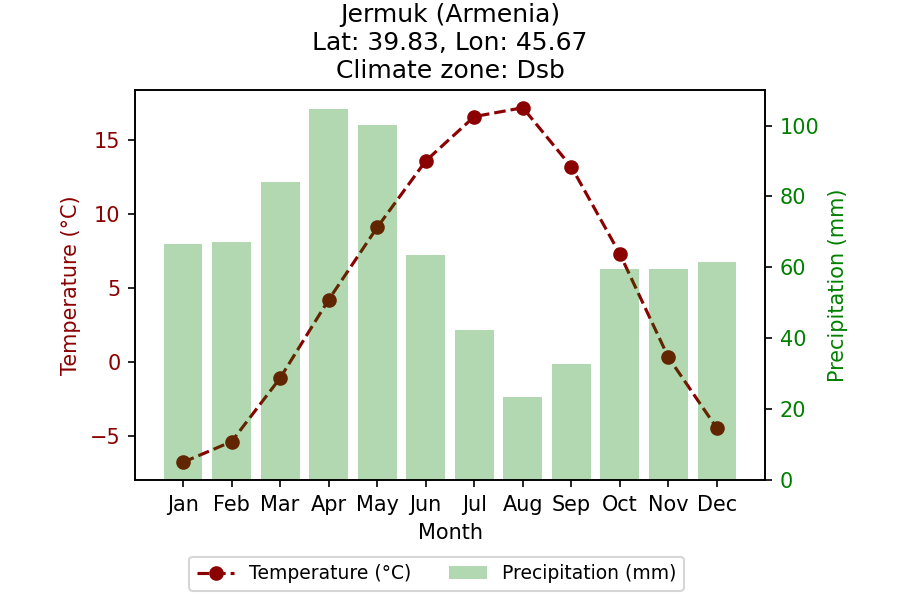 Jermuk (Armenia)
Lat: 39.83, Lon: 45.67
Climate zone: Dsb
15
10
5
0
−5
Temperature (°C)
100
80
60
40
20
0
Precipitation (mm)
Jan Feb Mar Apr May Jun Jul Aug Sep Oct Nov Dec
Month
Temperature (°C) Precipitation (mm)